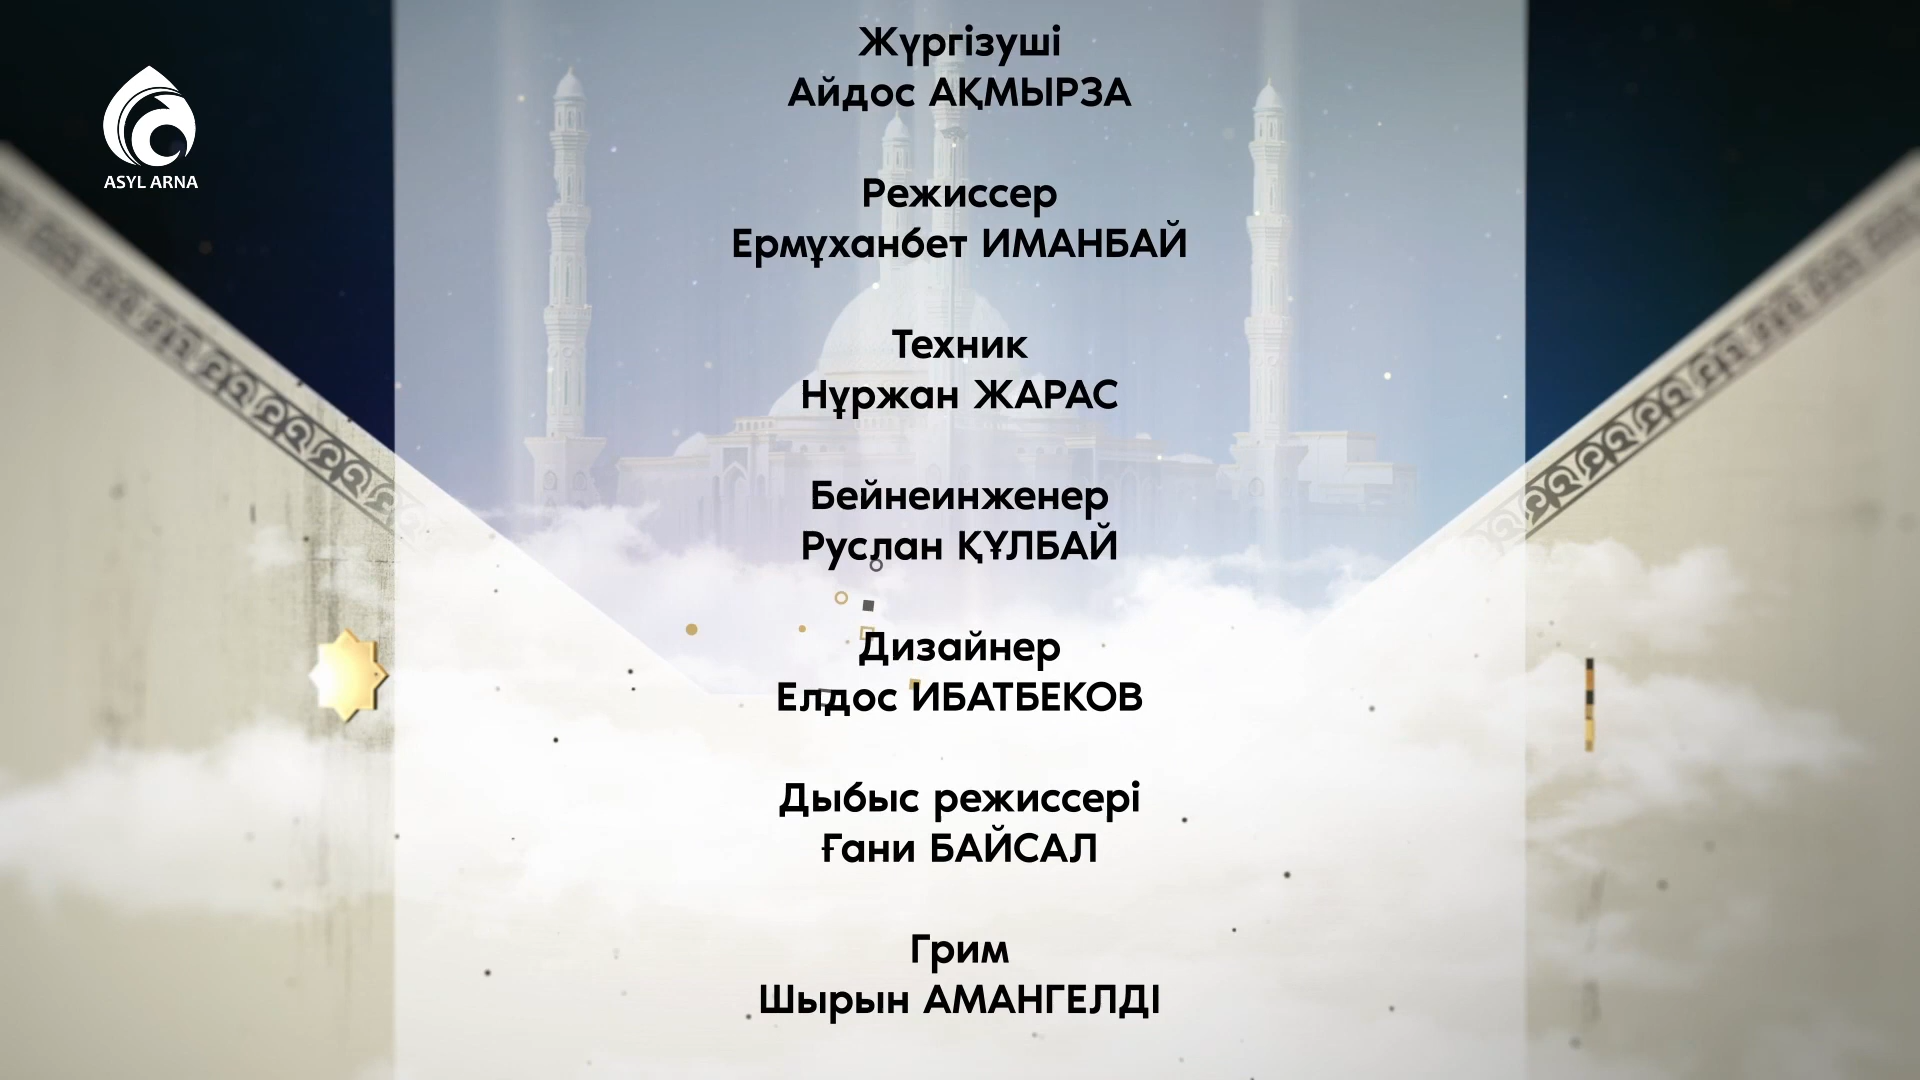 ASYL ARNA
Жүргізуші
Айдос АҚМЫРЗА
Режиссер
Ермұханбет ИМАНБАЙ
Техник
Нұржан ЖАРАС
Бейнеинженер
Руслан ҚҰЛБАЙ
Дизайнер
Елдос ИБАТБЕКОВ
Дыбыс режиссері
Ғани БАЙСАЛ
Грим
Шырын АМАНГЕЛДІ